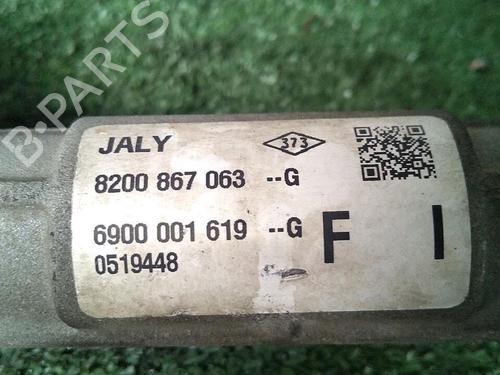 B-PARTS
JALY 373
8200 867 063 --G
6900 001 619 --G F I
0519448